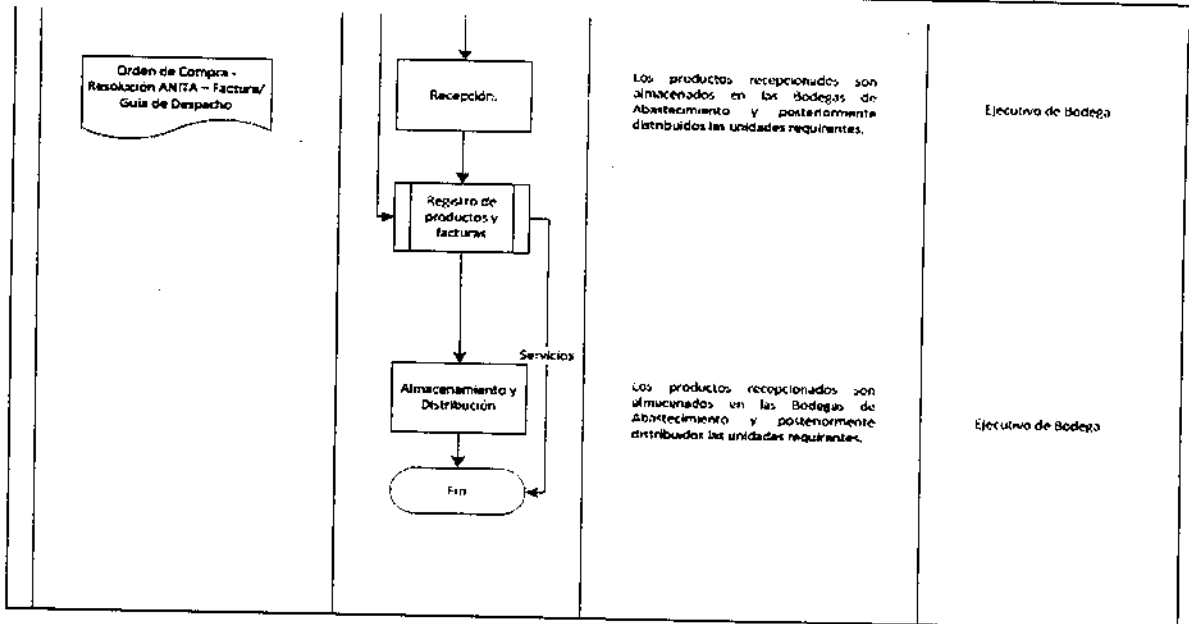 Orden de Compra -
Resolución ANITA – Factura/
Guía de Despacho
Recepción.
Los productos recepcionados son
almacenados en las Bodegas de
Abastecimiento y posteriormente
distribuidos las unidades requirentes.
Ejecutivo de Bodega
Registro de
productos y
facturas
Servicios
Almacenamiento y
Distribución
Los productos recepcionados son
almacenados en las Bodegas de
Abastecimiento y posteriormente
distribuidos las unidades requirentes.
Ejecutivo de Bodega
Fin